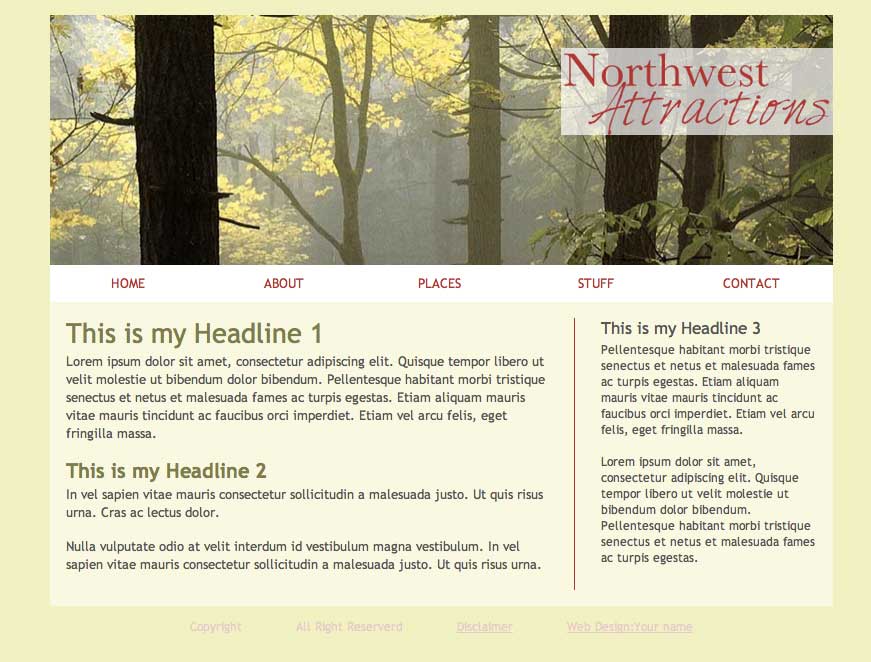 Northwest
Attractions
HOME ABOUT PLACES STUFF CONTACT
This is my Headline 1
Lorem ipsum dolor sit amet, consectetur adipiscing elit. Quisque tempor libero ut
velit molestie ut bibendum dolor bibendum. Pellentesque habitant morbi tristique
senectus et netus et malesuada fames ac turpis egestas. Etiam aliquam mauris
vitae mauris tincidunt ac faucibus orci imperdiet. Etiam vel arcu felis, eget
fringilla massa.
This is my Headline 2
In vel sapien vitae mauris consectetur sollicitudin a malesuada justo. Ut quis risus
urna. Cras ac lectus dolor.
Nulla vulputate odio at velit interdum id vestibulum magna vestibulum. In vel
sapien vitae mauris consectetur sollicitudin a malesuada justo. Ut quis risus urna.
This is my Headline 3
Pellentesque habitant morbi tristique
senectus et netus et malesuada fames
ac turpis egestas. Etiam aliquam
mauris vitae mauris tincidunt ac
faucibus orci imperdiet. Etiam vel arcu
felis, eget fringilla massa.
Lorem ipsum dolor sit amet,
consectetur adipiscing elit. Quisque
tempor libero ut velit molestie ut
bibendum dolor bibendum.
Pellentesque habitant morbi tristique
senectus et netus et malesuada fames
ac turpis egestas.
Copyright All Right Reserverd Disclaimer Web Design:Your name